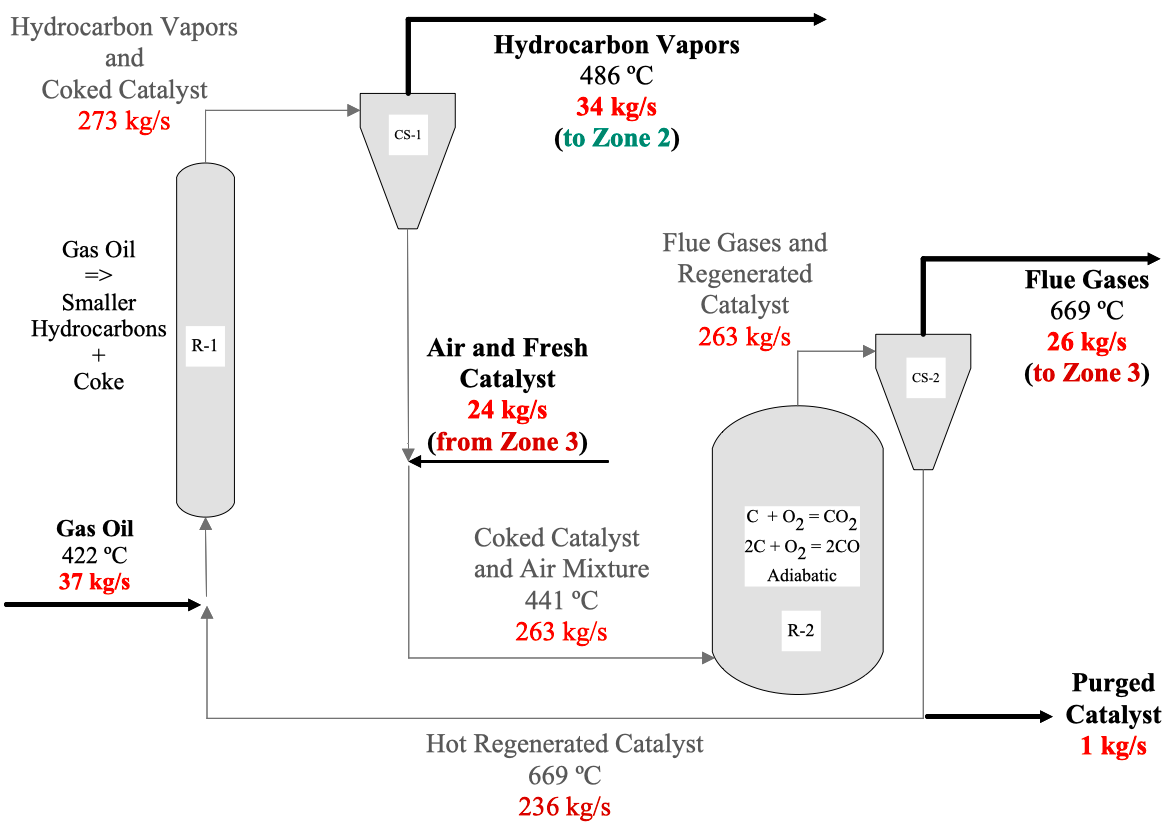 Hydrocarbon Vapors
and
Coked Catalyst
273 kg/s
Hydrocarbon Vapors
486 ºC
34 kg/s
(to Zone 2)
CS-1
Gas Oil
=>
Smaller
Hydrocarbons
+
Coke
R-1
Air and Fresh
Catalyst
24 kg/s
(from Zone 3)
Flue Gases and
Regenerated
Catalyst
263 kg/s
Flue Gases
669 ºC
26 kg/s
(to Zone 3)
CS-2
Gas Oil
422 ºC
37 kg/s
Coked Catalyst
and Air Mixture
441 ºC
263 kg/s
C + O2 = CO2
2C + O2 = 2CO
Adiabatic
R-2
Purged
Catalyst
1 kg/s
Hot Regenerated Catalyst
669 ºC
236 kg/s